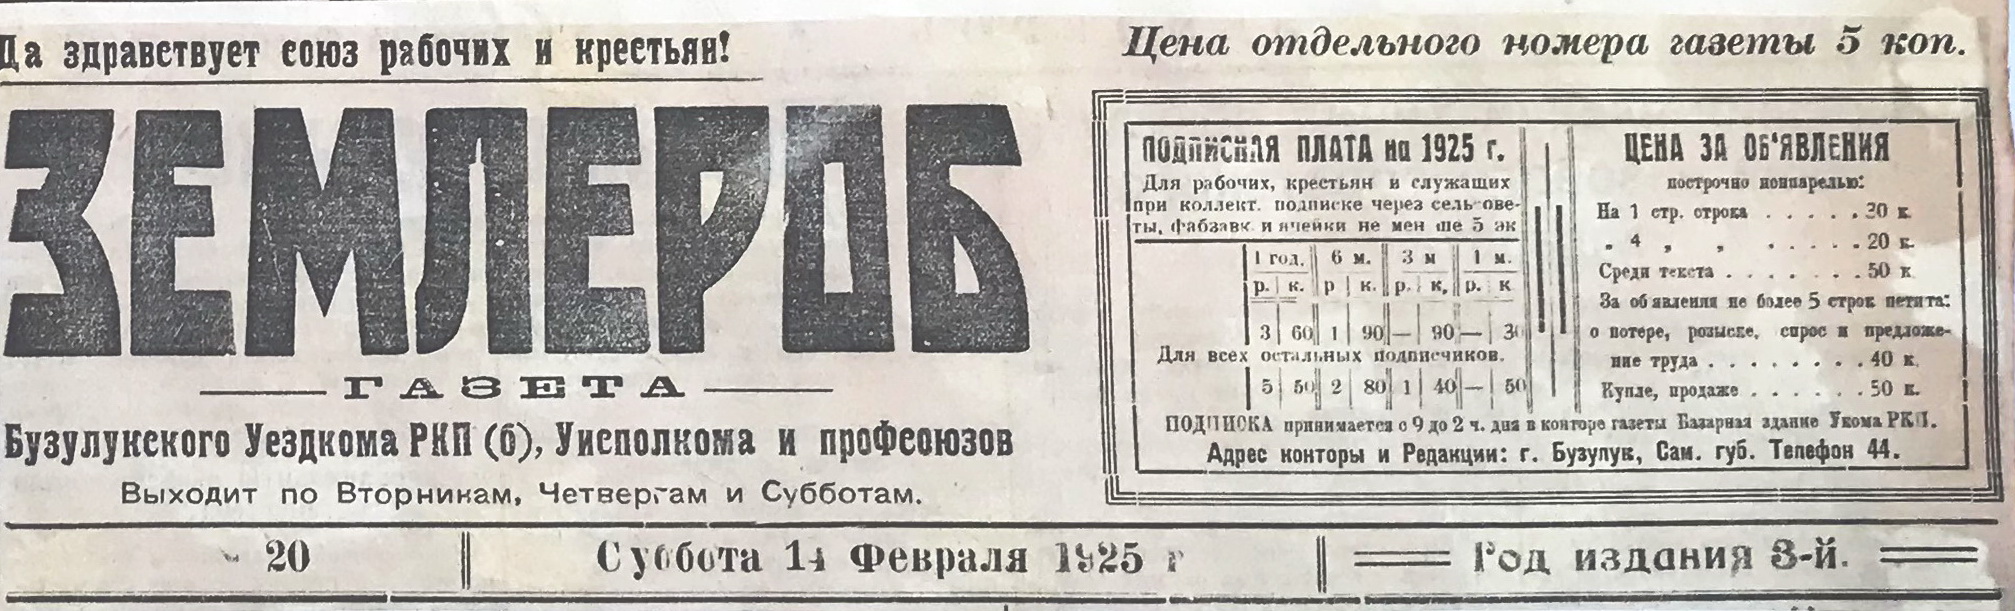 Да здравствует союз рабочих и крестьян!
Цена отдельного номера газеты 5 коп.
ЗЕМЛЕРОБ
ГАЗЕТА
Бузулукского Уездкома РКП (б), Уисполкома и профсоюзов
Выходит по Вторникам, Четвергам и Субботам.
ПОДПИСНАЯ ПЛАТА на 1925 г.
Для рабочих, крестьян и служащих
при коллект. подписке через сельсове-
ты, фабзавк. и ячейки не мен ше 5 эк
1 год. 6 м. 3 м 1 м.
р. к. р к. р. к, р. к
3 60 1 90 — 90 — 30
Для всех остальных подписчиков.
5 50 2 80 1 40 — 50
ЦЕНА ЗА ОБ'ЯВЛЕНИЯ
построчно нонпарелью:
На 1 стр. строка . . . . . 20 к.
„ 4 „ „ . . . . . 20 к.
Среди текста . . . . . . . 50 к
За об явления не более 5 строк петита:
о потере, розыске, спрос и предложе-
ние труда . . . . . . . . 40 к.
Купле, продаже . . . . . . 50 к.
ПОДПИСКА принимается с 9 до 2 ч. дня в конторе газеты Базарная здание Укома РКП.
Адрес конторы и Редакции: г. Бузулук, Сам. губ. Телефон 44.
20
Суббота 14 Февраля 1925 г
Год издания 3-й.